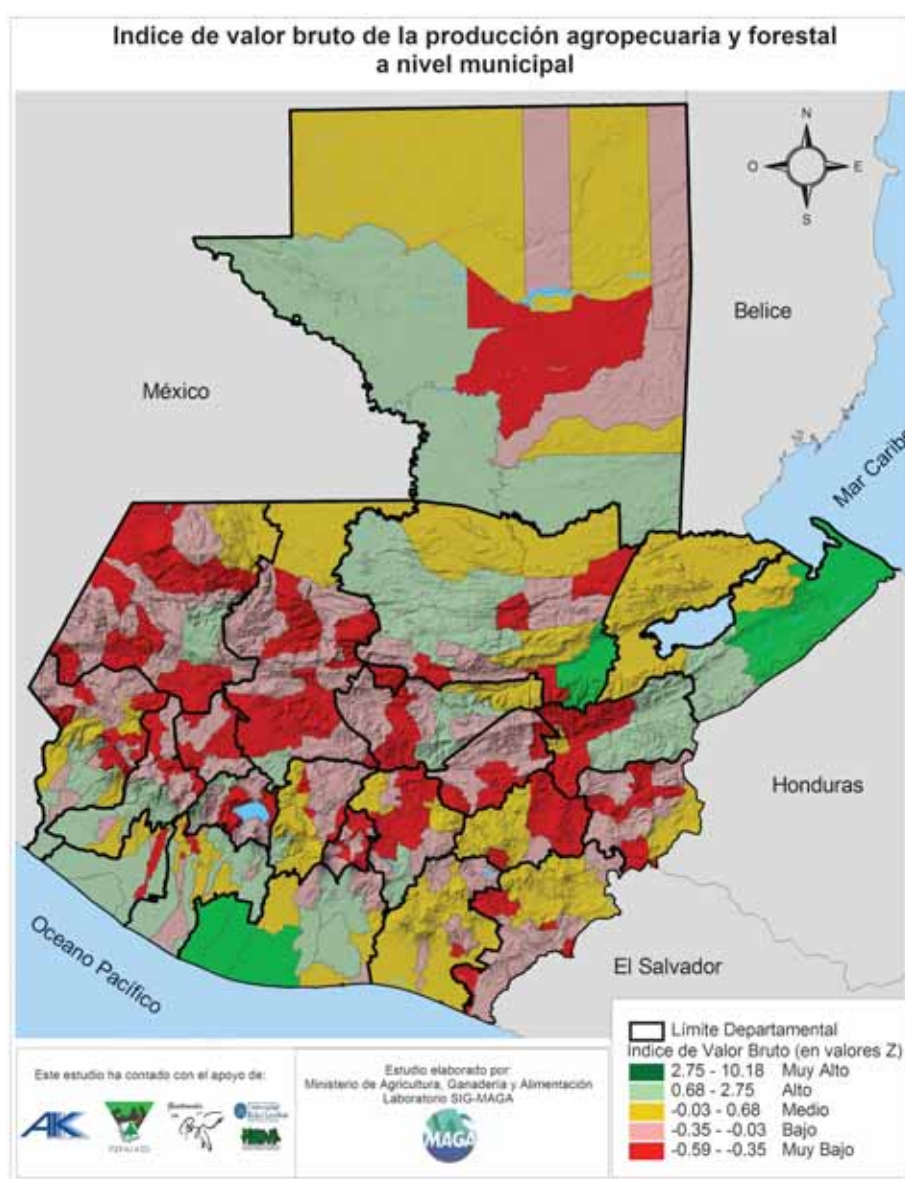 Indice de valor bruto de la producción agropecuaria y forestal
a nivel municipal
N
O
E
S
Belice
México
Mar Caribe
Honduras
Oceano Pacífico
El Salvador
Límite Departamental
Indice de Valor Bruto (en valores Z)
2.75 - 10.18 Muy Alto
0.68 - 2.75 Alto
-0.03 - 0.68 Medio
-0.35 - -0.03 Bajo
-0.59 - -0.35 Muy Bajo
Este estudio ha contado con el apoyo de:
Estudio elaborado por:
Ministerio de Agricultura, Ganadería y Alimentación
Laboratorio SIG-MAGA
MAGA